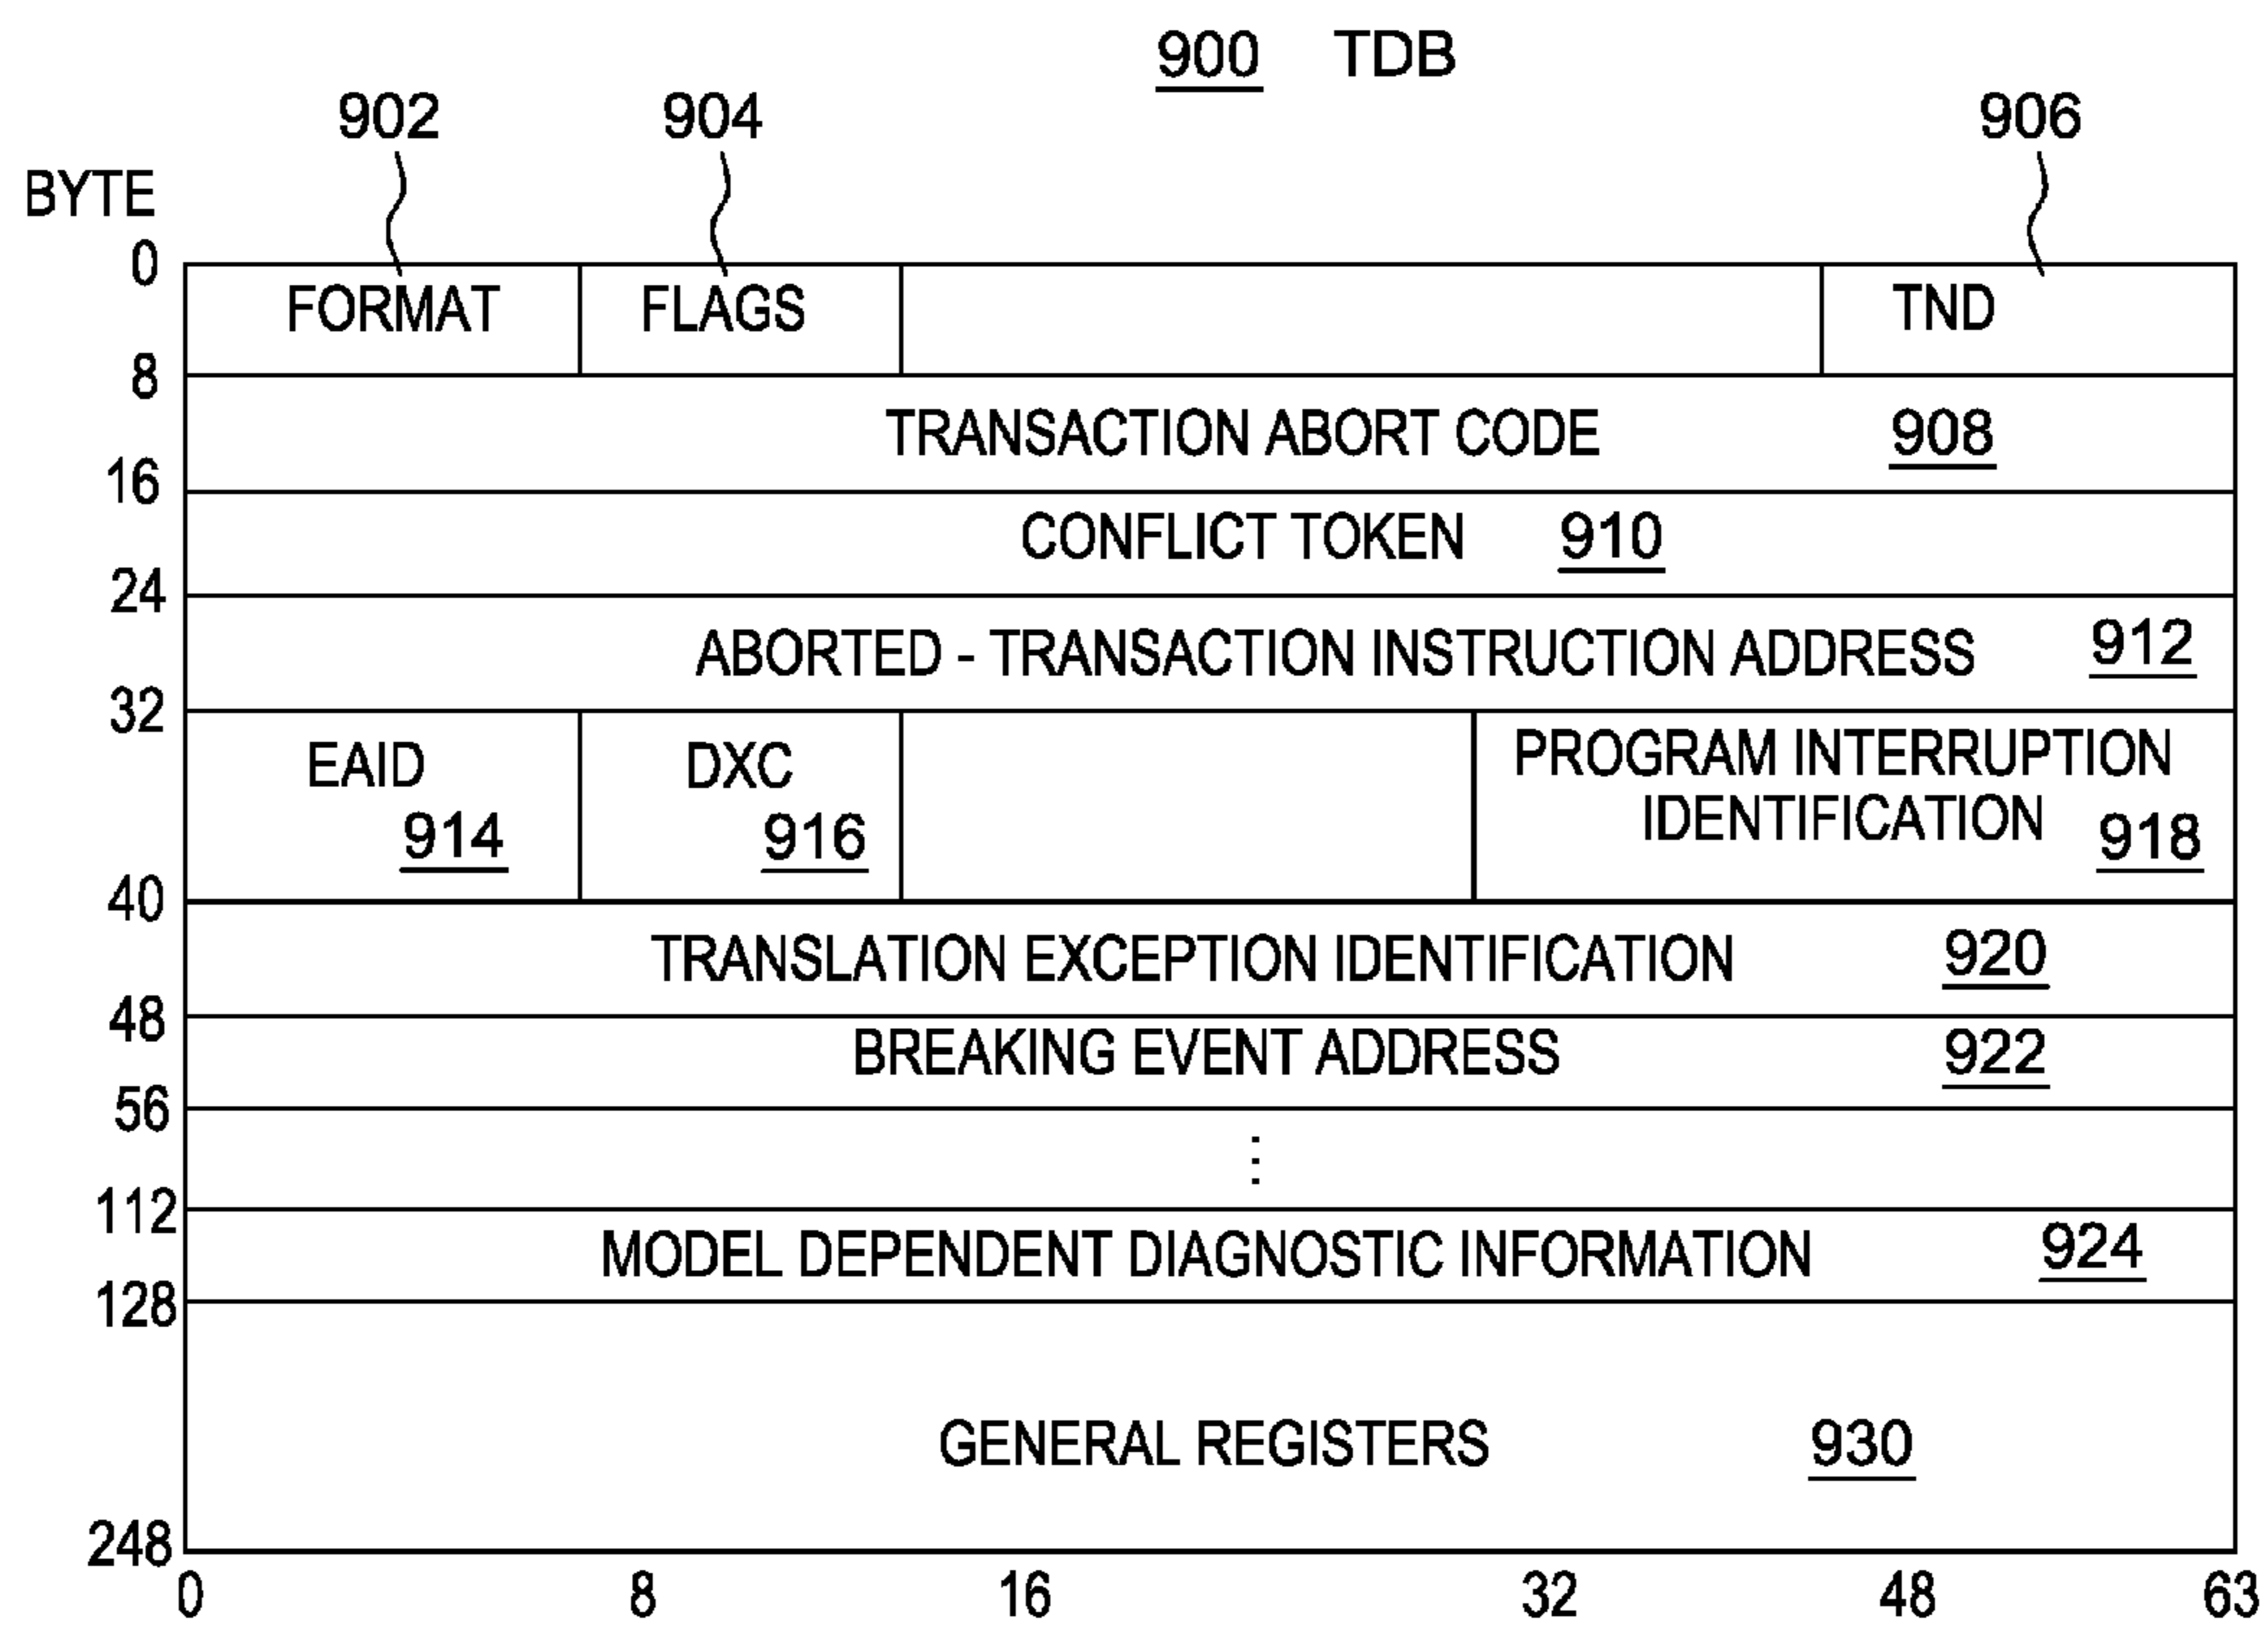 900 TDB
902 904 906
BYTE
0
FORMAT FLAGS TND
8
TRANSACTION ABORT CODE 908
16
CONFLICT TOKEN 910
24
ABORTED - TRANSACTION INSTRUCTION ADDRESS 912
32
EAID DXC PROGRAM INTERRUPTION
IDENTIFICATION
914 916 918
40
TRANSLATION EXCEPTION IDENTIFICATION 920
48
BREAKING EVENT ADDRESS 922
56
⋮
112
MODEL DEPENDENT DIAGNOSTIC INFORMATION 924
128
GENERAL REGISTERS 930
248
0 8 16 32 48 63